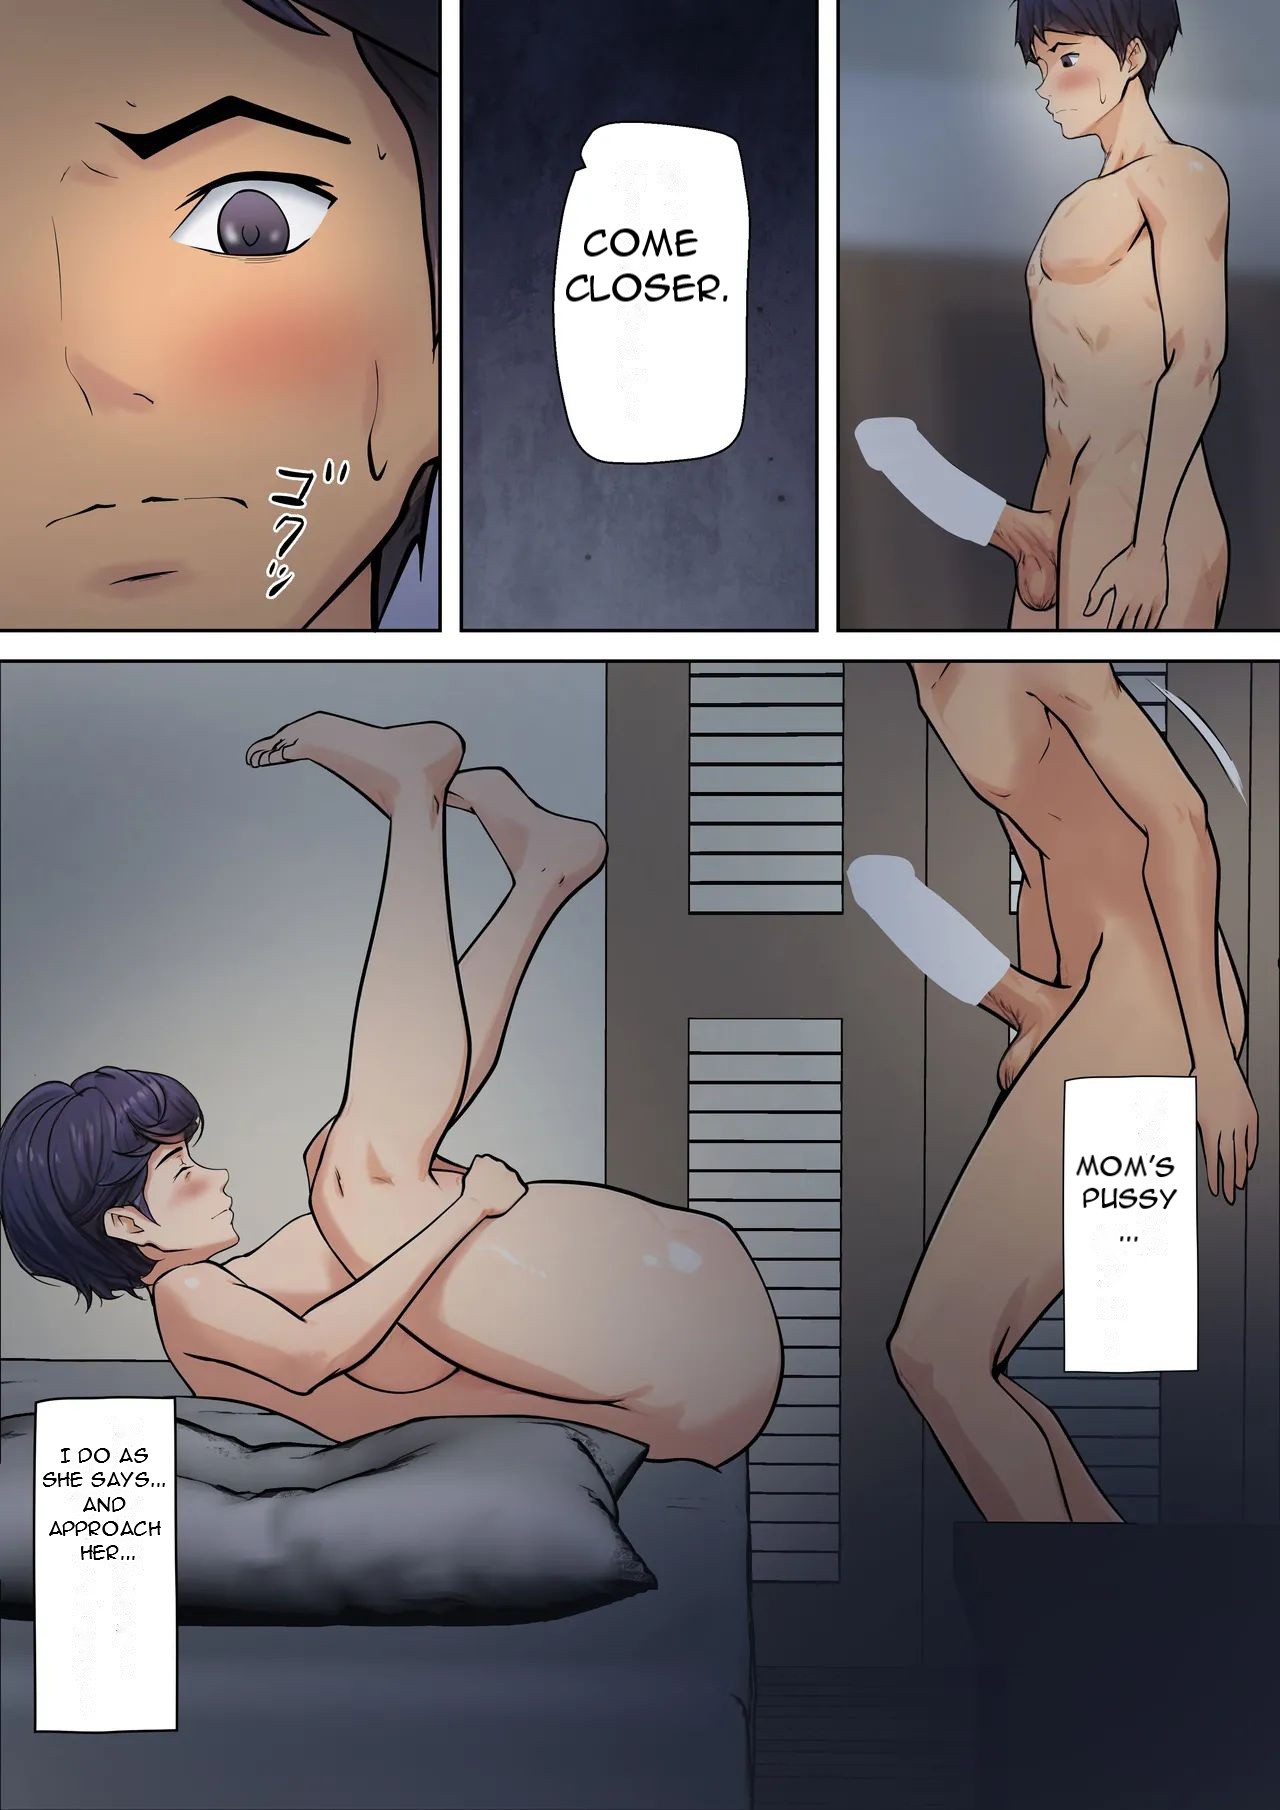 COME
CLOSER.
ゴクッ
MOM'S
PUSSY
...
I DO AS
SHE SAYS...
AND
APPROACH
HER...